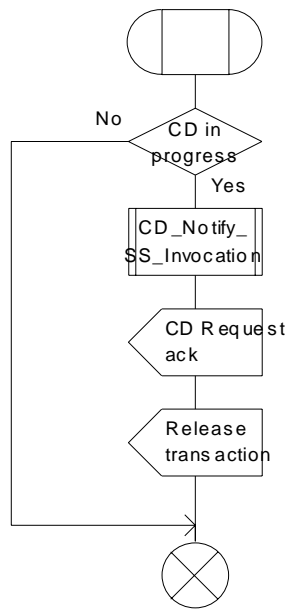 No
CD in
progress
Yes
CD_Notify_
SS_Invocation
CD Request
ack
Release
transaction